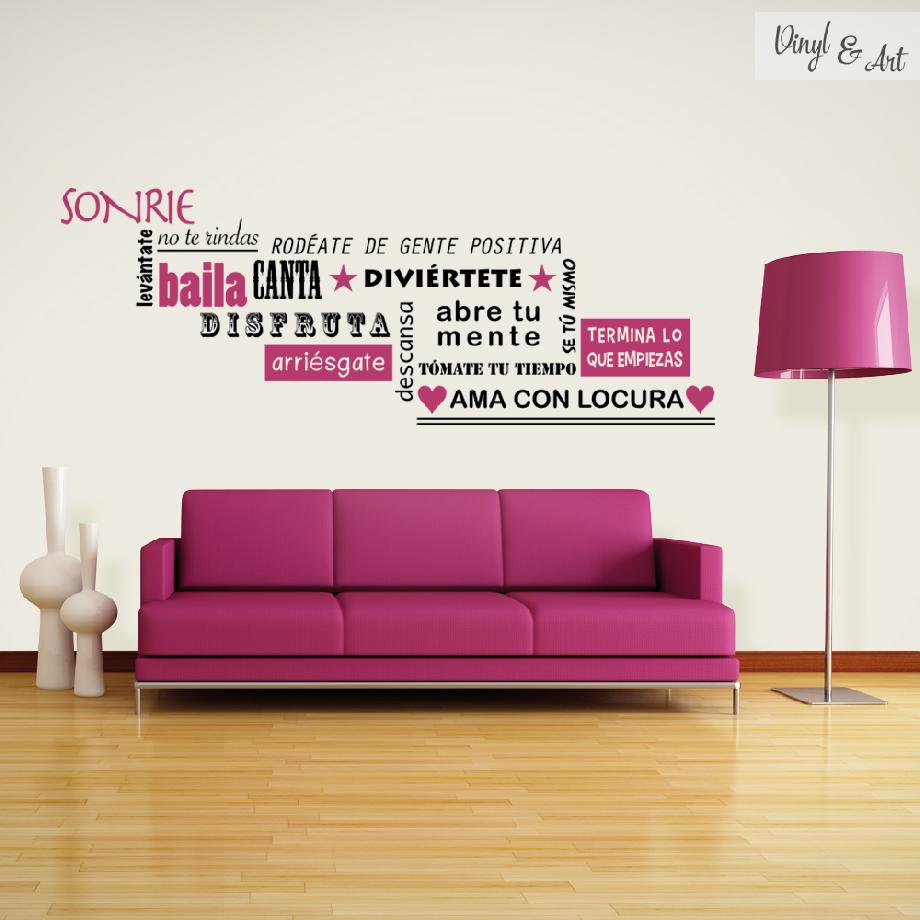 Vinyl & Art
SONRIE
levántate
no te rindas
RODÉATE DE GENTE POSITIVA
baila
CANTA
DIVIÉRTETE
DISFRUTA
arriésgate
descansa
abre tu
mente
SE TÚ MISMO
TÓMATE TU TIEMPO
TERMINA LO
QUE EMPIEZAS
AMA CON LOCURA